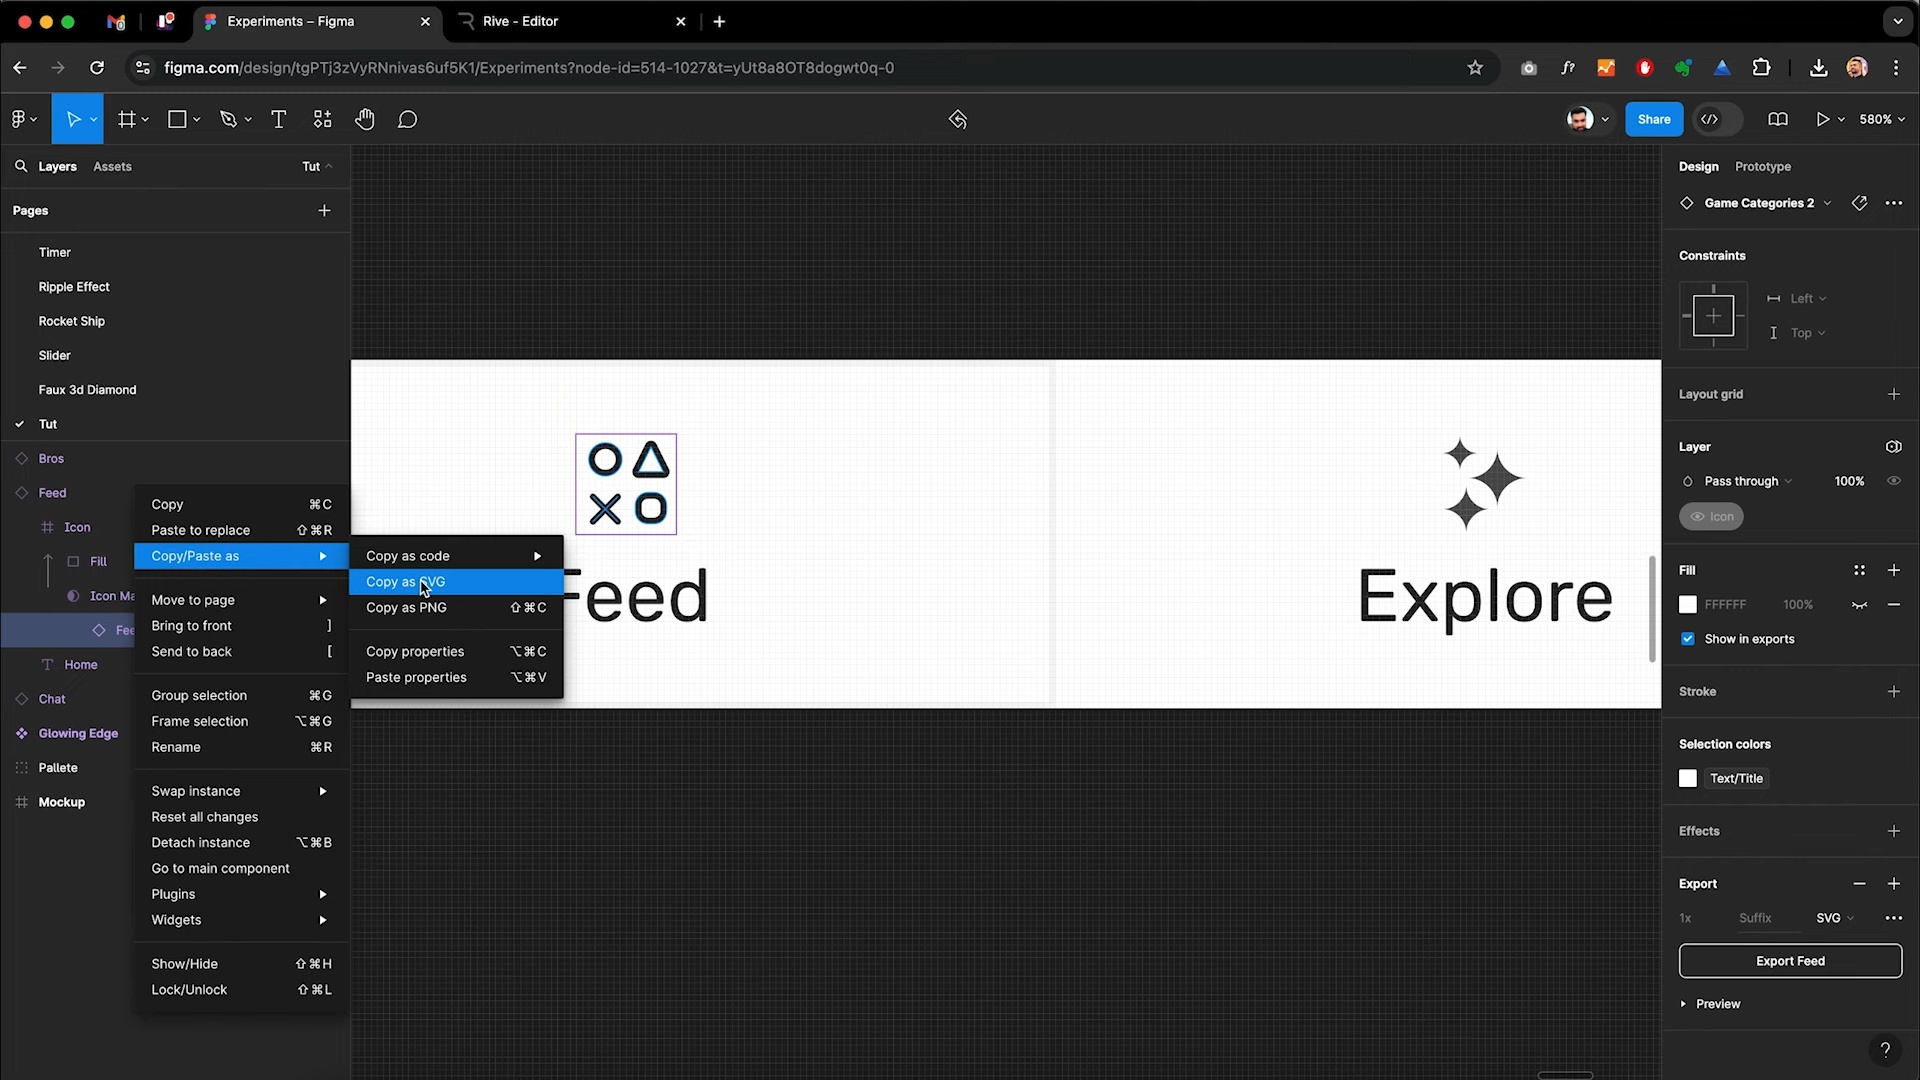 Experiments – Figma
Rive - Editor
figma.com/design/tgPTj3zVyRNnivas6uf5K1/Experiments?node-id=514-1027&t=yUt8a8OT8dogwt0q-0
Share
580%
Layers
Assets
Tut
Pages
Timer
Ripple Effect
Rocket Ship
Slider
Faux 3d Diamond
Tut
Bros
Feed
Icon
Fill
Icon Ma
Fee
Home
Chat
Glowing Edge
Pallete
Mockup
Copy ⌘C
Paste to replace ⇧⌘R
Copy/Paste as
Move to page
Bring to front ]
Send to back [
Group selection ⌘G
Frame selection ⌥⌘G
Rename ⌘R
Swap instance
Reset all changes
Detach instance ⌥⌘B
Go to main component
Plugins
Widgets
Show/Hide ⇧⌘H
Lock/Unlock ⇧⌘L
Copy as code
Copy as SVG
Copy as PNG ⇧⌘C
Copy properties ⌥⌘C
Paste properties ⌥⌘V
Feed
Explore
Design
Prototype
Game Categories 2
Constraints
Left
Top
Layout grid
Layer
Pass through 100%
Icon
Fill
FFFFFF 100%
Show in exports
Stroke
Selection colors
Text/Title
Effects
Export
1x Suffix SVG
Export Feed
Preview
?